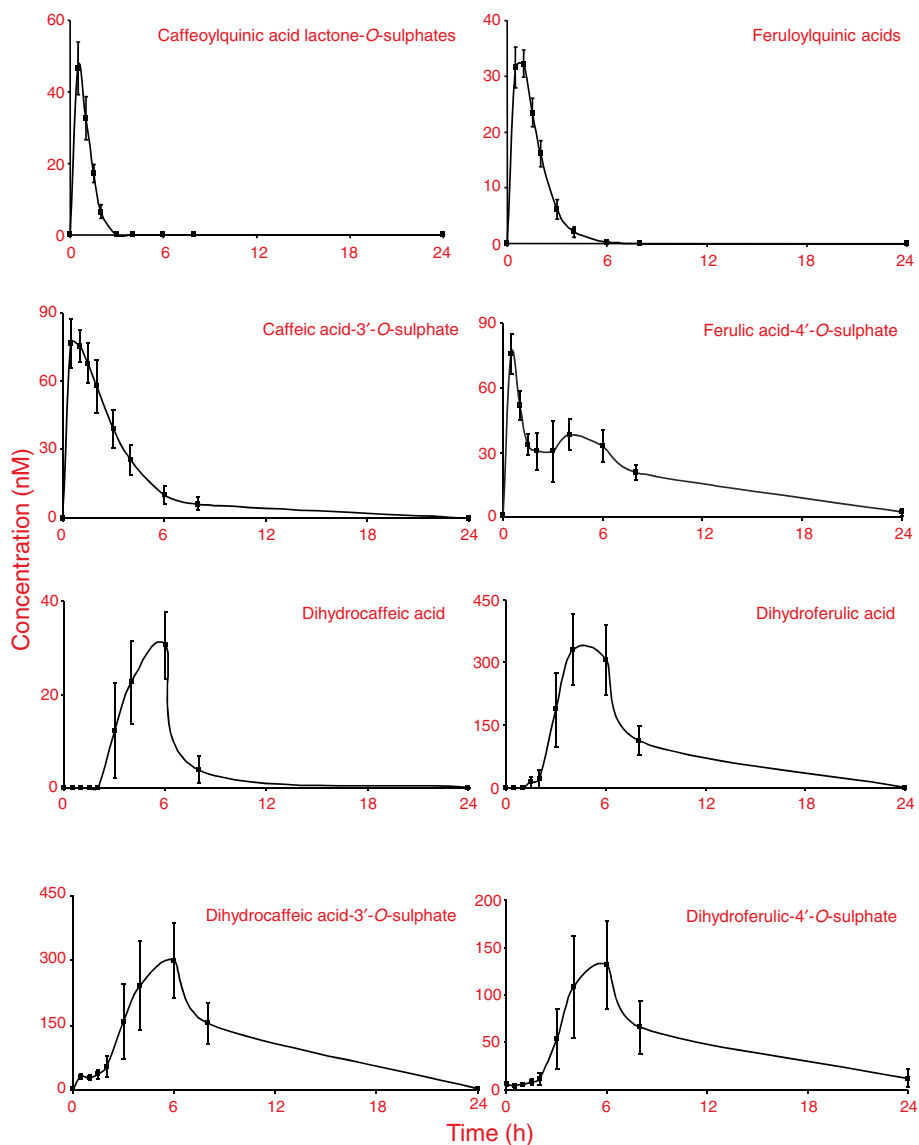 Caffeoylquinic acid lactone-O-sulphates
60
40
20
0
0 6 12 18 24
Feruloylquinic acids
40
30
20
10
0
0 6 12 18 24
Caffeic acid-3′-O-sulphate
90
60
30
0
0 6 12 18 24
Ferulic acid-4′-O-sulphate
90
60
30
0
0 6 12 18 24
Concentration (nM)
Dihydrocaffeic acid
40
20
0
0 6 12 18 24
Dihydroferulic acid
450
300
150
0
0 6 12 18 24
Dihydrocaffeic acid-3′-O-sulphate
450
300
150
0
0 6 12 18 24
Dihydroferulic-4′-O-sulphate
200
150
100
50
0
0 6 12 18 24
Time (h)